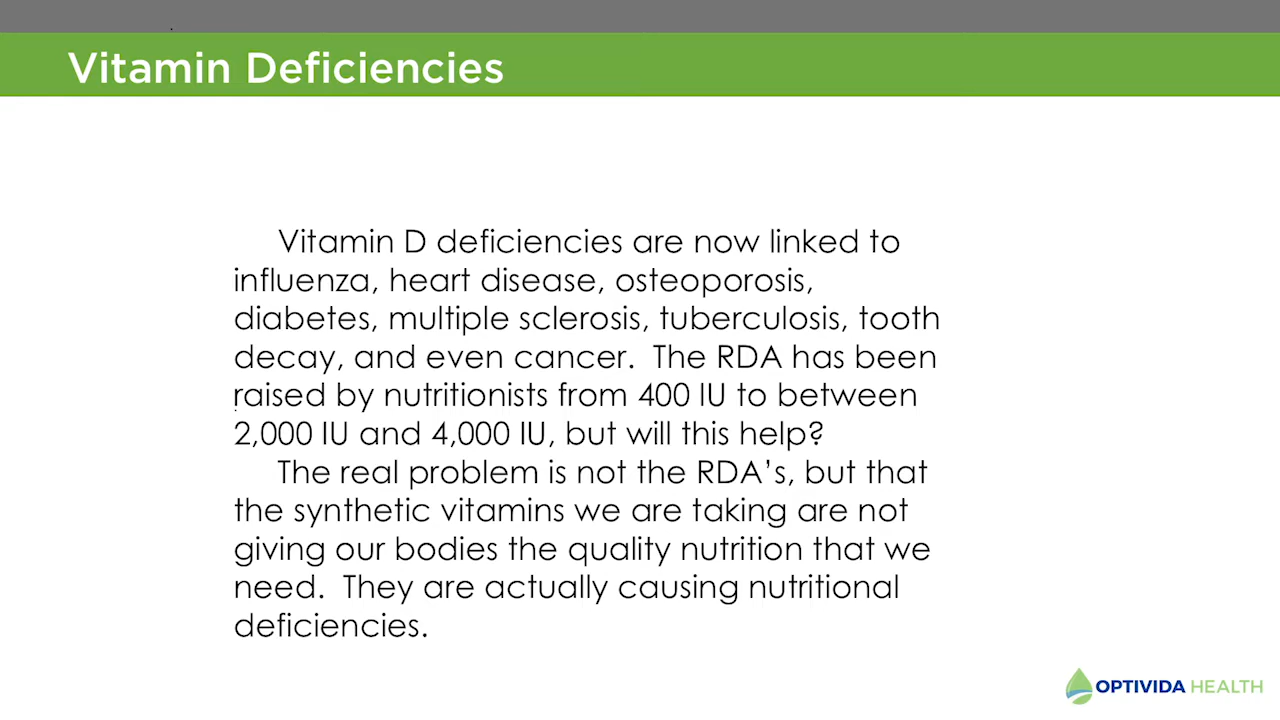 Vitamin Deficiencies
Vitamin D deficiencies are now linked to
influenza, heart disease, osteoporosis,
diabetes, multiple sclerosis, tuberculosis, tooth
decay, and even cancer.  The RDA has been
raised by nutritionists from 400 IU to between
2,000 IU and 4,000 IU, but will this help?
The real problem is not the RDA’s, but that
the synthetic vitamins we are taking are not
giving our bodies the quality nutrition that we
need.  They are actually causing nutritional
deficiencies.
OPTIVIDA HEALTH